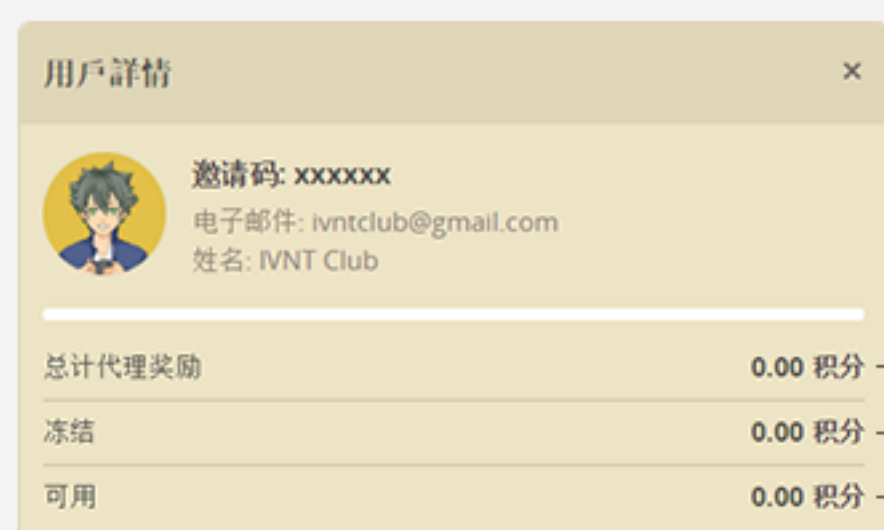 用戶詳情 ×
邀请码: xxxxxx
电子邮件: ivntclub@gmail.com
姓名: IVNT Club
总计代理奖励 0.00 积分
冻结 0.00 积分
可用 0.00 积分